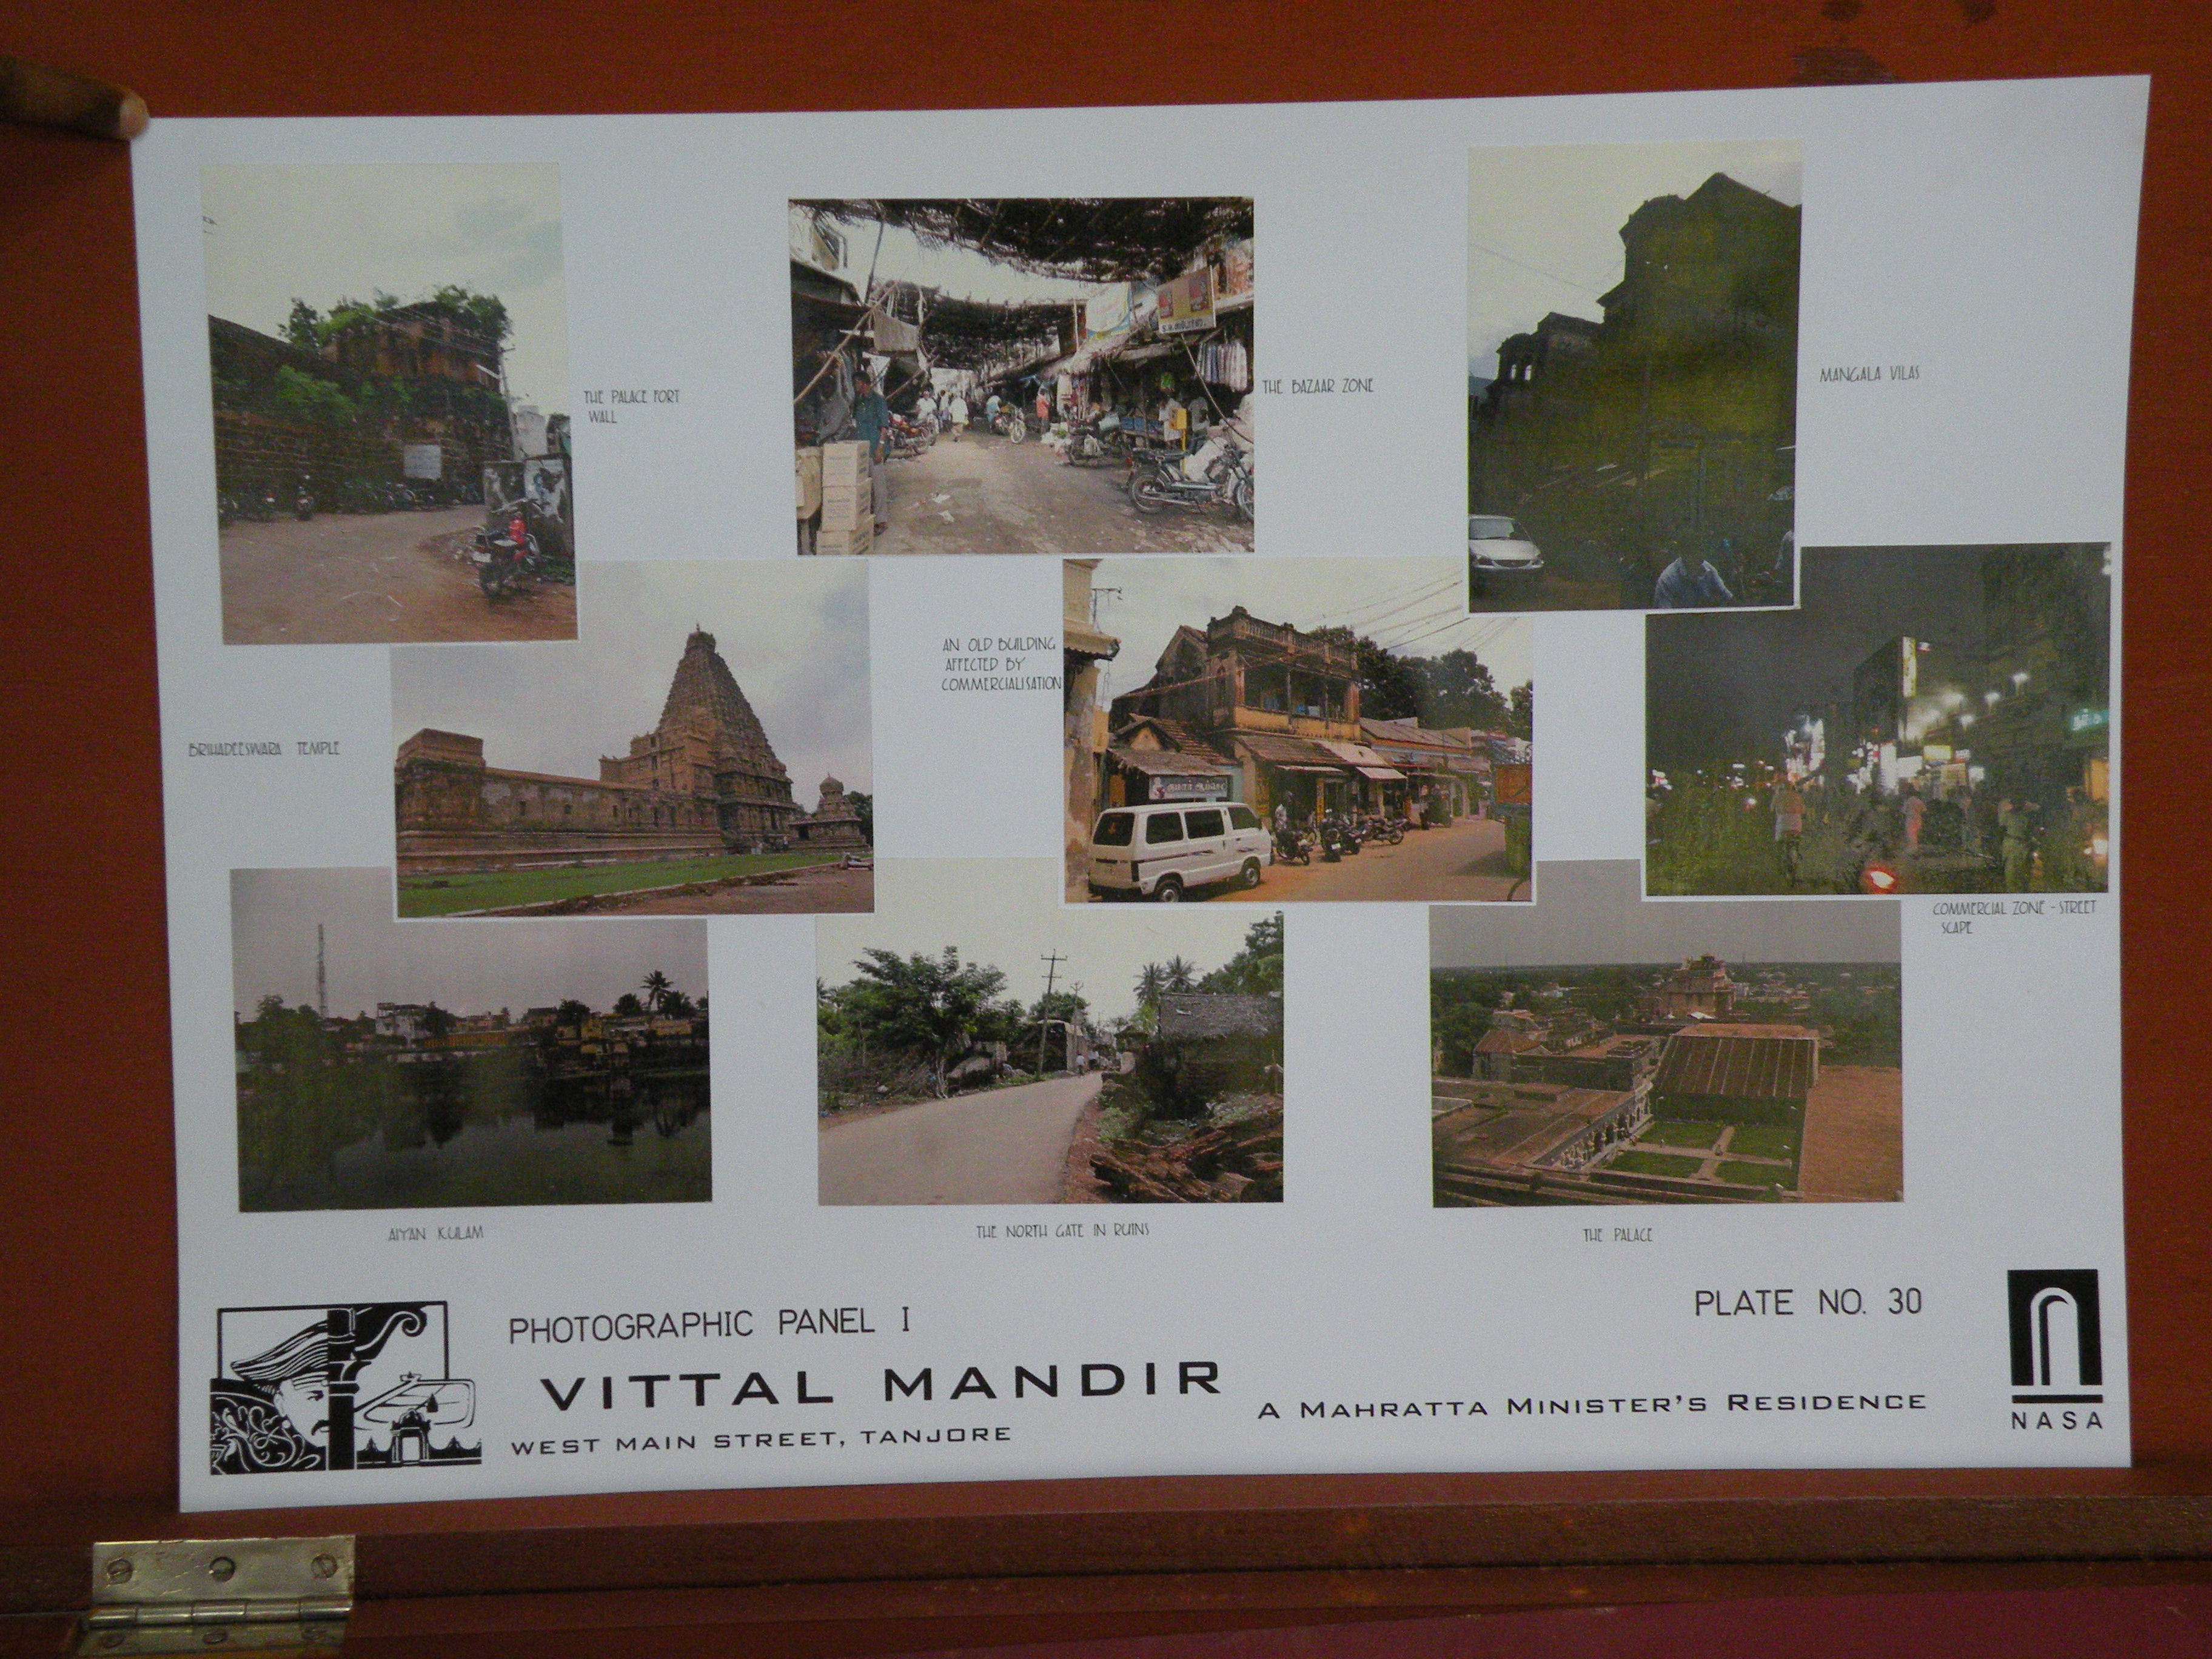 THE PALACE FORT
WALL
THE BAZAAR ZONE
MANGALA VILAS
BRIHADEESWARA TEMPLE
AN OLD BUILDING
AFFECTED BY
COMMERCIALISATION
COMMERCIAL ZONE - STREET
SCAPE
AIYAN KULAM
THE NORTH GATE IN RUINS
THE PALACE
PHOTOGRAPHIC PANEL I
PLATE NO. 30
VITTAL MANDIR
A MAHRATTA MINISTER'S RESIDENCE
WEST MAIN STREET, TANJORE
NASA